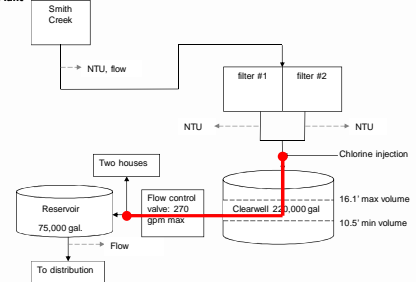 Smith
Creek
NTU, flow
filter #1 filter #2
NTU
NTU
Chlorine injection
Two houses
Flow control
valve: 270
gpm max
Reservoir
75,000 gal.
Clearwell 220,000 gal
16.1' max volume
10.5' min volume
Flow
To distribution